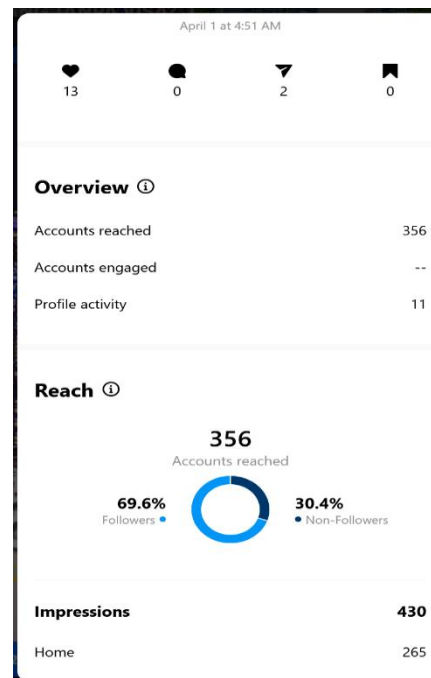 April 1 at 4:51 AM
13 0 2 0
Overview
Accounts reached 356
Accounts engaged --
Profile activity 11
Reach
356
Accounts reached
69.6% 30.4%
Followers Non-Followers
Impressions 430
Home 265